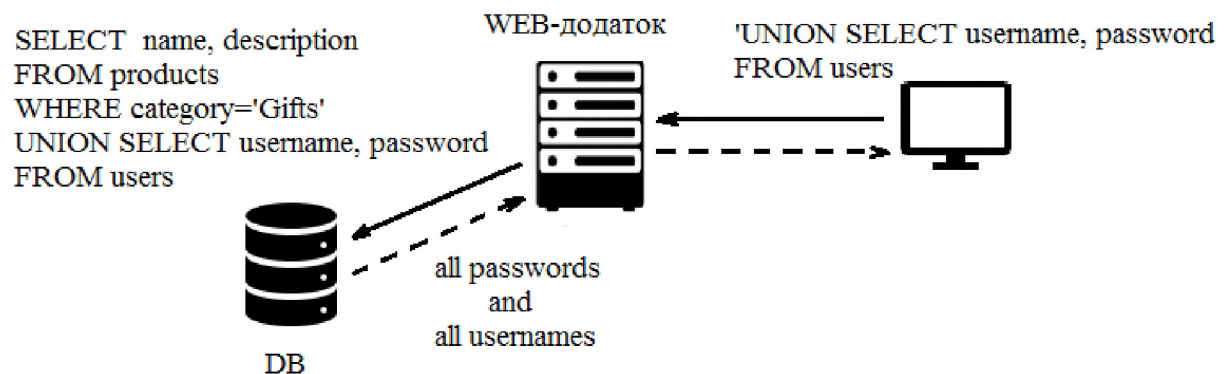 SELECT name, description
FROM products
WHERE category='Gifts'
UNION SELECT username, password
FROM users
WEB-додаток
'UNION SELECT username, password
FROM users
all passwords
and
all usernames
DB